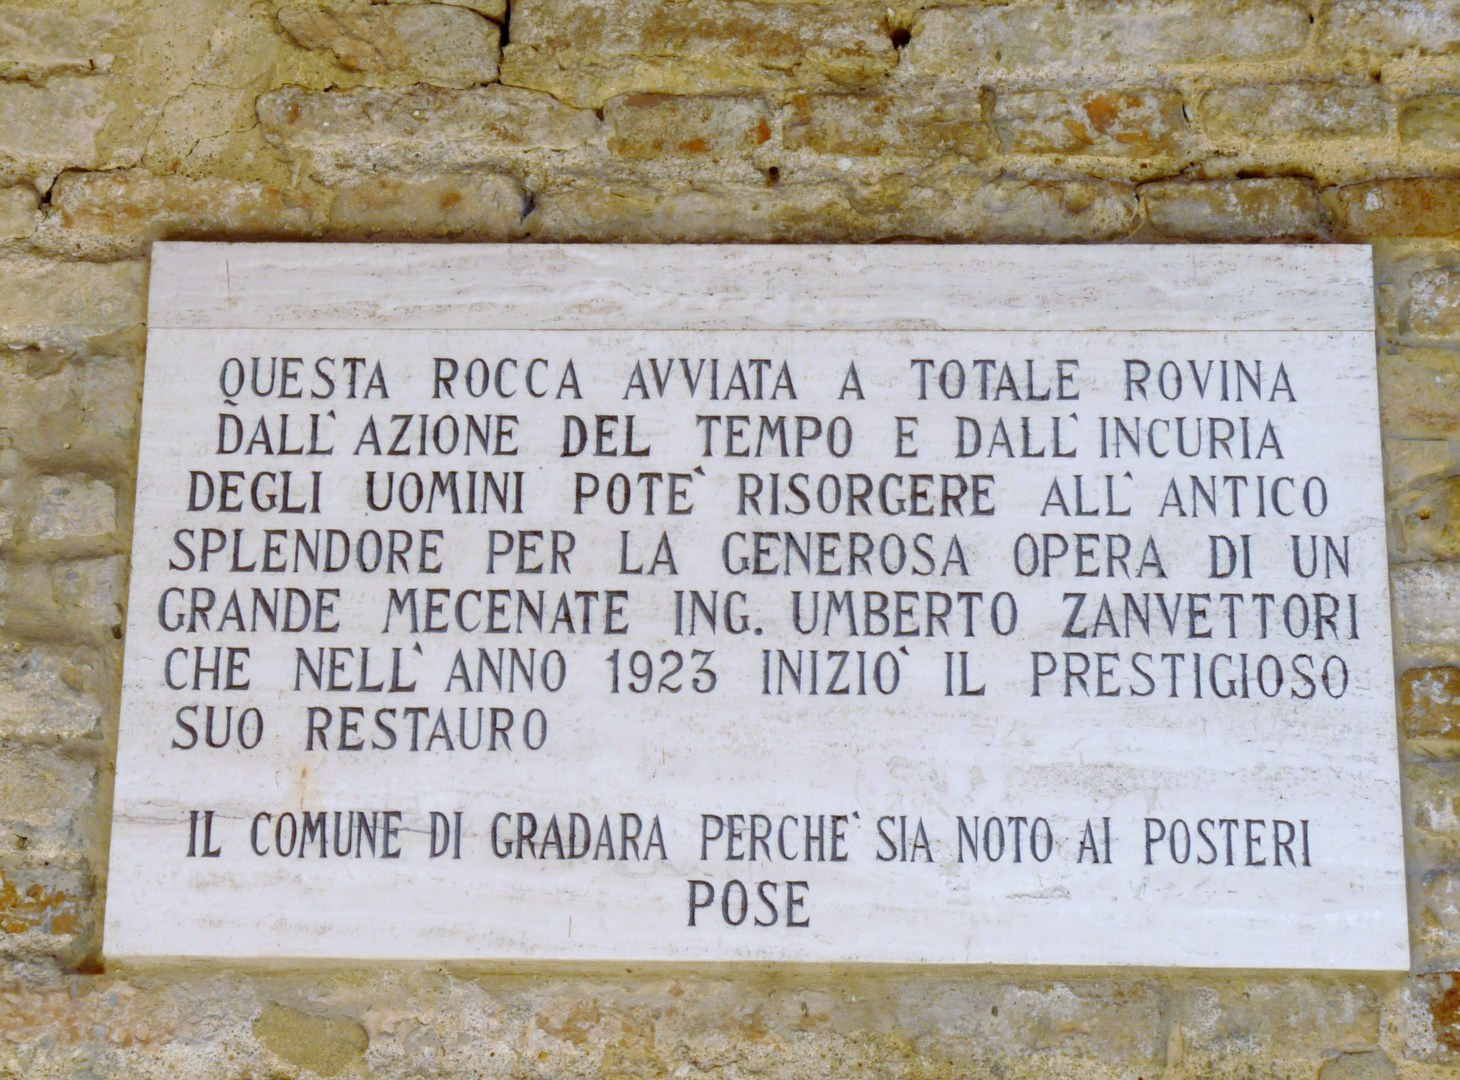 QUESTA ROCCA AVVIATA A TOTALE ROVINA
DALL'AZIONE DEL TEMPO E DALL'INCURIA
DEGLI UOMINI POTE' RISORGERE ALL'ANTICO
SPLENDORE PER LA GENEROSA OPERA DI UN
GRANDE MECENATE ING. UMBERTO ZANVETTORI
CHE NELL'ANNO 1923 INIZIO' IL PRESTIGIOSO
SUO RESTAURO
IL COMUNE DI GRADARA PERCHE' SIA NOTO AI POSTERI
POSE